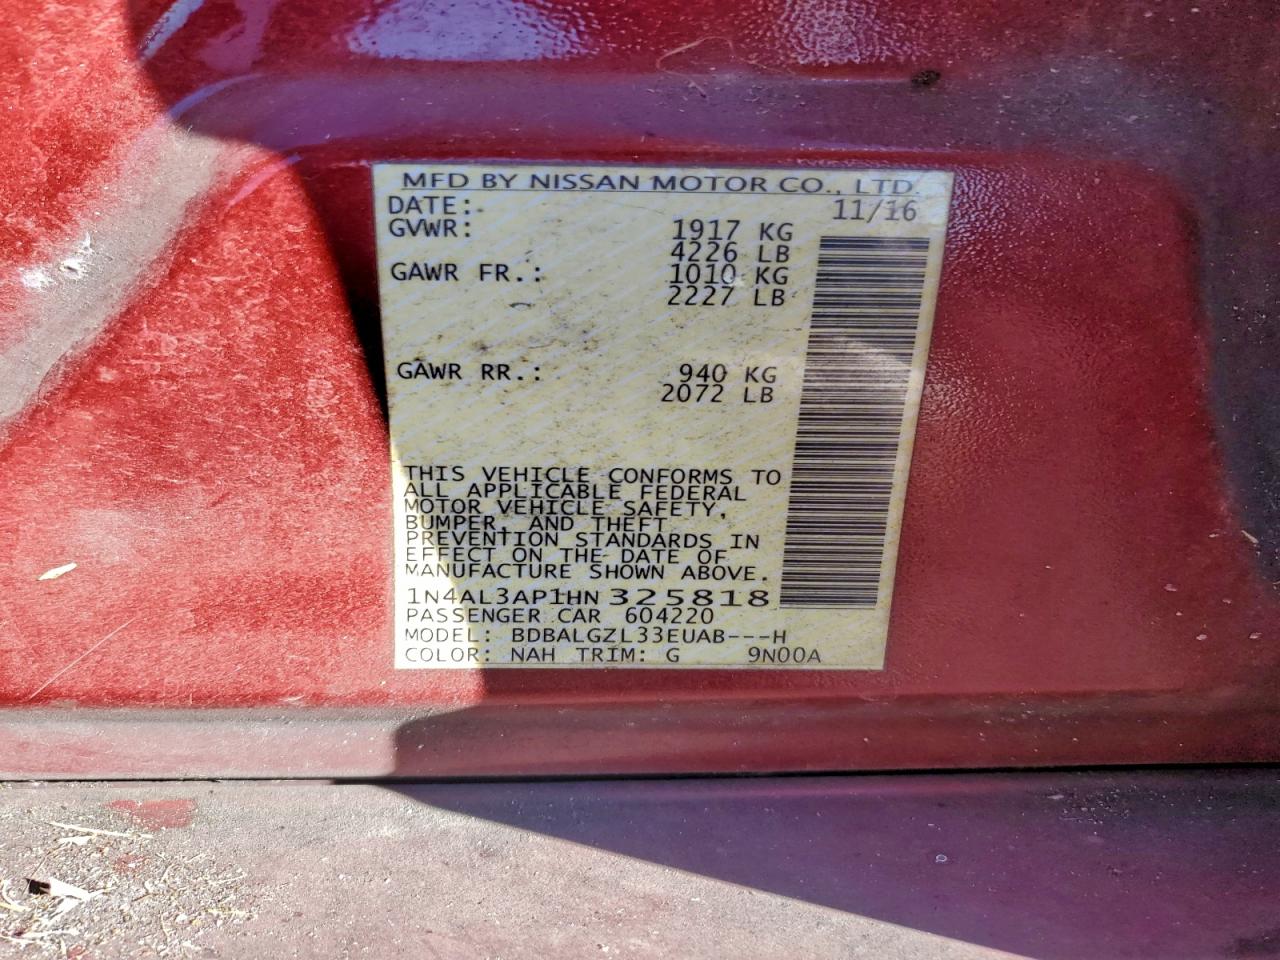 MFD BY NISSAN MOTOR CO., LTD.
DATE: 11/16
GVWR: 1917 KG
4226 LB
GAWR FR.: 1010 KG
2227 LB
GAWR RR.: 940 KG
2072 LB
THIS VEHICLE CONFORMS TO
ALL APPLICABLE FEDERAL
MOTOR VEHICLE SAFETY,
BUMPER, AND THEFT
PREVENTION STANDARDS IN
EFFECT ON THE DATE OF
MANUFACTURE SHOWN ABOVE.
1N4AL3AP1HN325818
PASSENGER CAR 604220
MODEL: BDBALGZL33EUAB---H
COLOR: NAH TRIM: G 9N00A